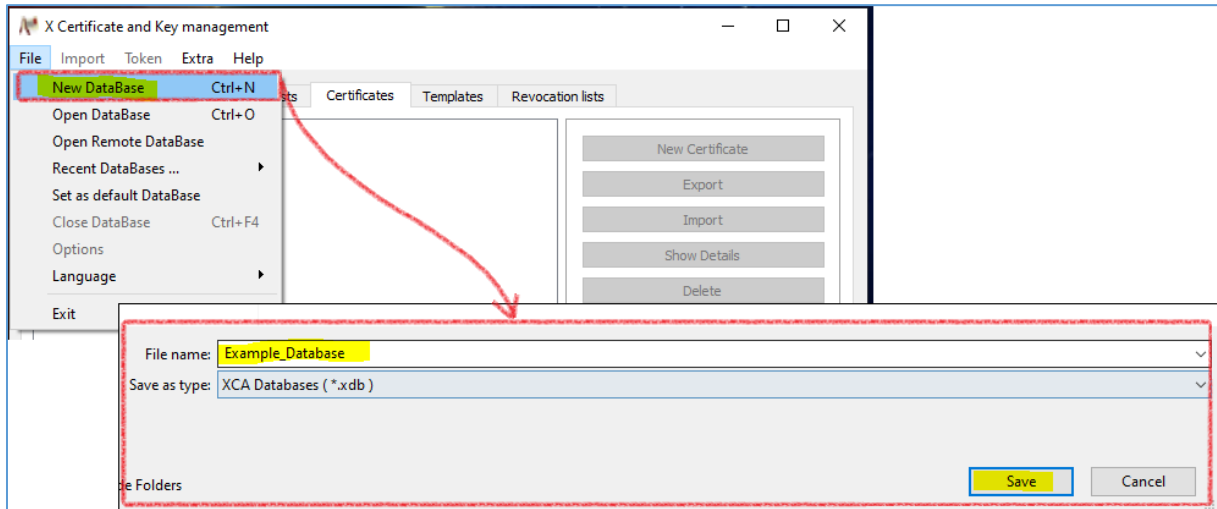 X Certificate and Key management
File Import Token Extra Help
New DataBase Ctrl+N
Certificates Templates Revocation lists
Open DataBase Ctrl+O
Open Remote DataBase
New Certificate
Recent DataBases ...
Export
Set as default DataBase
Import
Close DataBase Ctrl+F4
Options
Show Details
Language
Delete
Exit
File name: Example_Database
Save as type: XCA Databases ( *.xdb )
Folders
Save Cancel